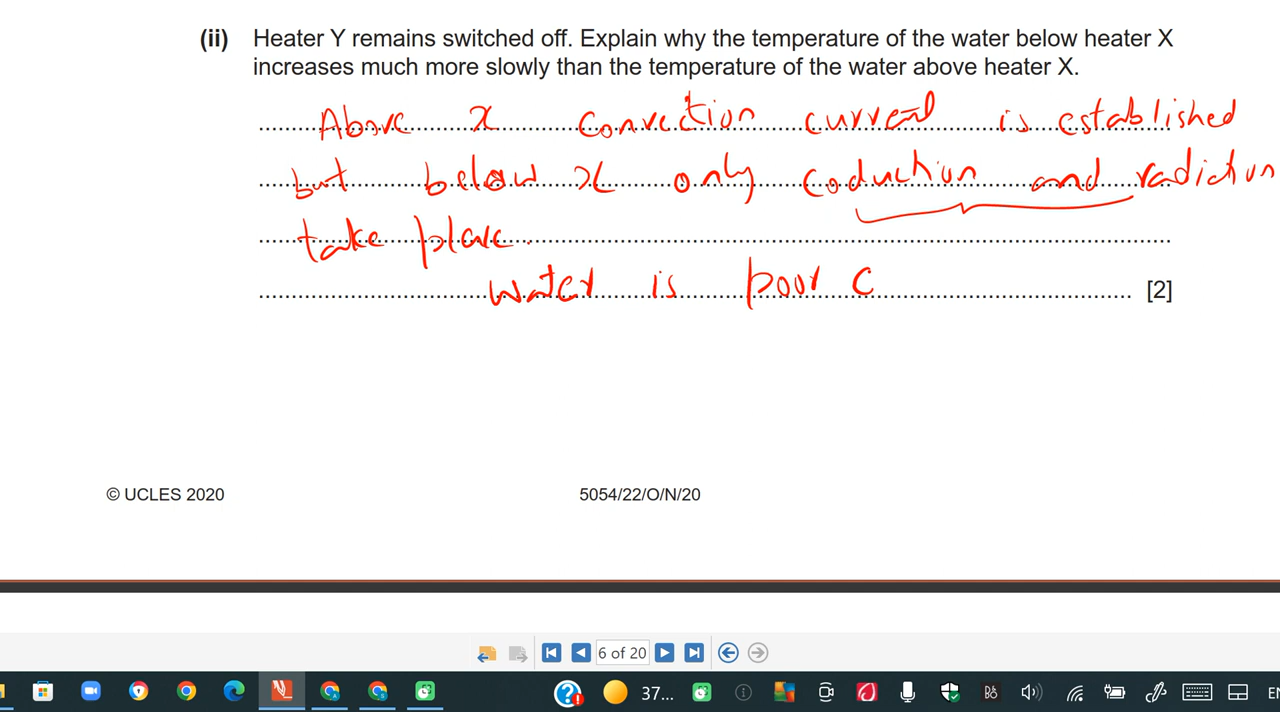 (ii) Heater Y remains switched off. Explain why the temperature of the water below heater X
increases much more slowly than the temperature of the water above heater X.
Above x convection current is established
but below x only coduction and radiction
take place.
water is poor c
[2]
© UCLES 2020 5054/22/O/N/20
6 of 20
37... EN